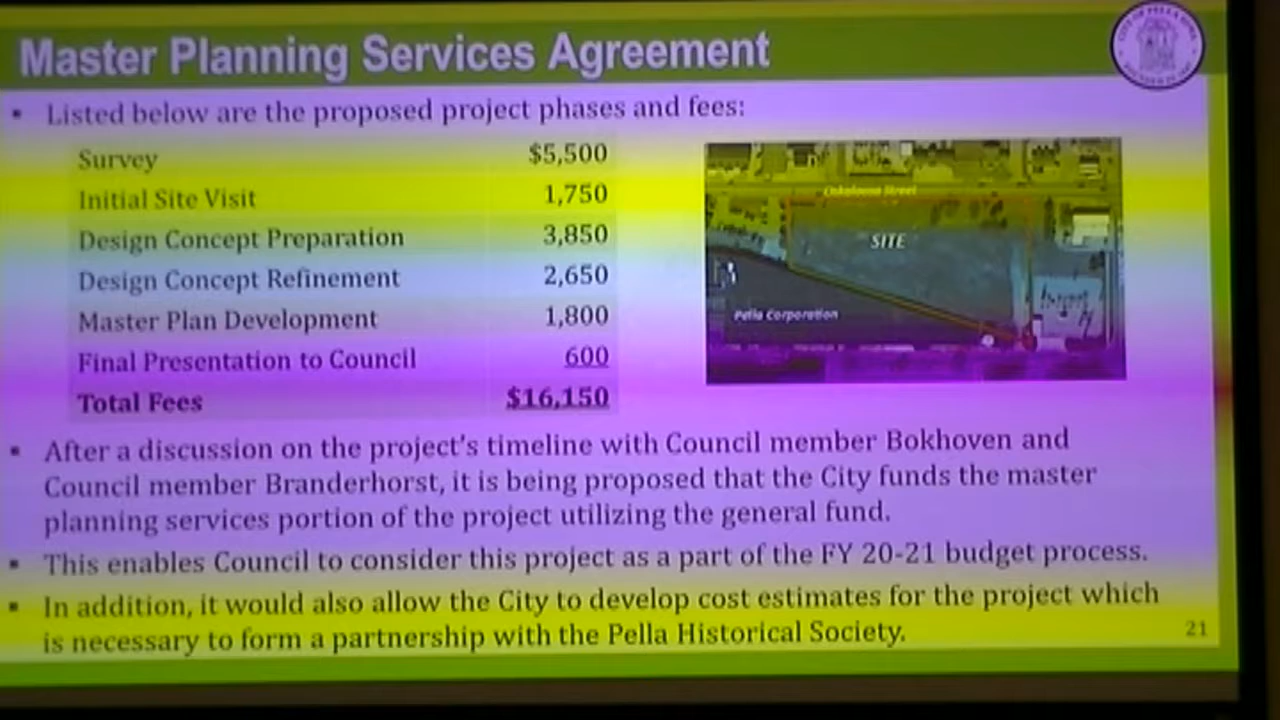 Master Planning Services Agreement
▪ Listed below are the proposed project phases and fees:
Survey $5,500
Initial Site Visit 1,750
Design Concept Preparation 3,850
Design Concept Refinement 2,650
Master Plan Development 1,800
Final Presentation to Council 600
Total Fees $16,150
Oskaloosa Street
SITE
Pella Corporation
▪ After a discussion on the project's timeline with Council member Bokhoven and
Council member Branderhorst, it is being proposed that the City funds the master
planning services portion of the project utilizing the general fund.
▪ This enables Council to consider this project as a part of the FY 20-21 budget process.
▪ In addition, it would also allow the City to develop cost estimates for the project which
is necessary to form a partnership with the Pella Historical Society.
21